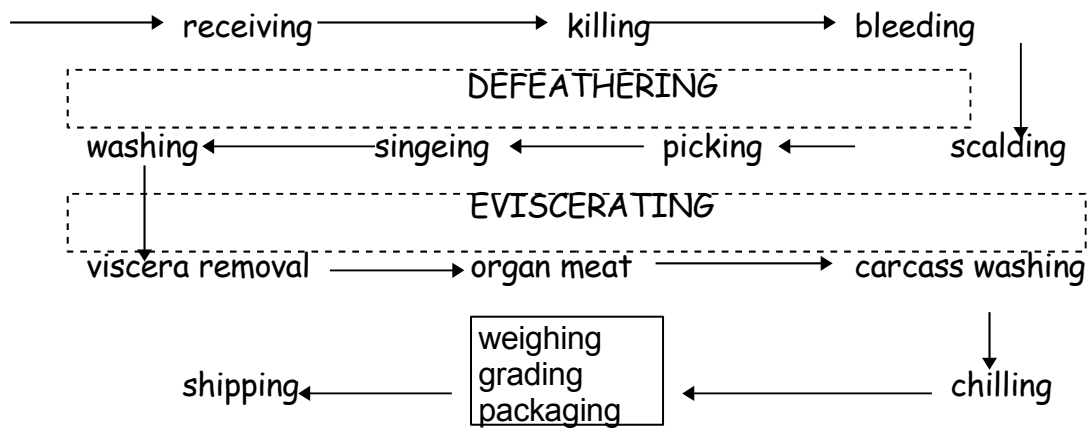 receiving killing bleeding
DEFEATHERING
washing singeing picking scalding
EVISCERATING
viscera removal organ meat carcass washing
weighing
grading
packaging
shipping chilling